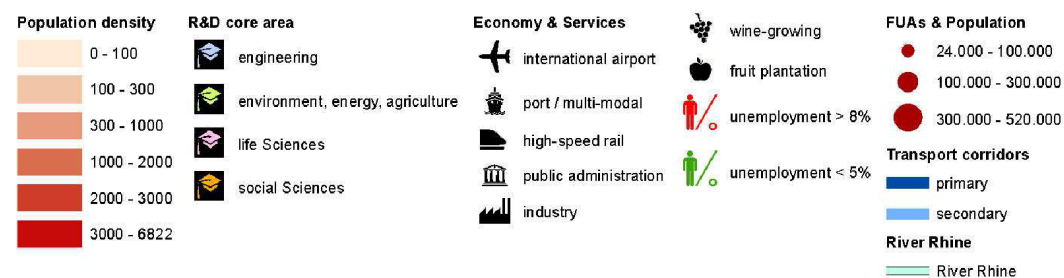 Population density
0 - 100
100 - 300
300 - 1000
1000 - 2000
2000 - 3000
3000 - 6822
R&D core area
engineering
environment, energy, agriculture
life Sciences
social Sciences
Economy & Services
international airport
port / multi-modal
high-speed rail
public administration
industry
wine-growing
fruit plantation
unemployment > 8%
unemployment < 5%
FUAs & Population
24.000 - 100.000
100.000 - 300.000
300.000 - 520.000
Transport corridors
primary
secondary
River Rhine
River Rhine